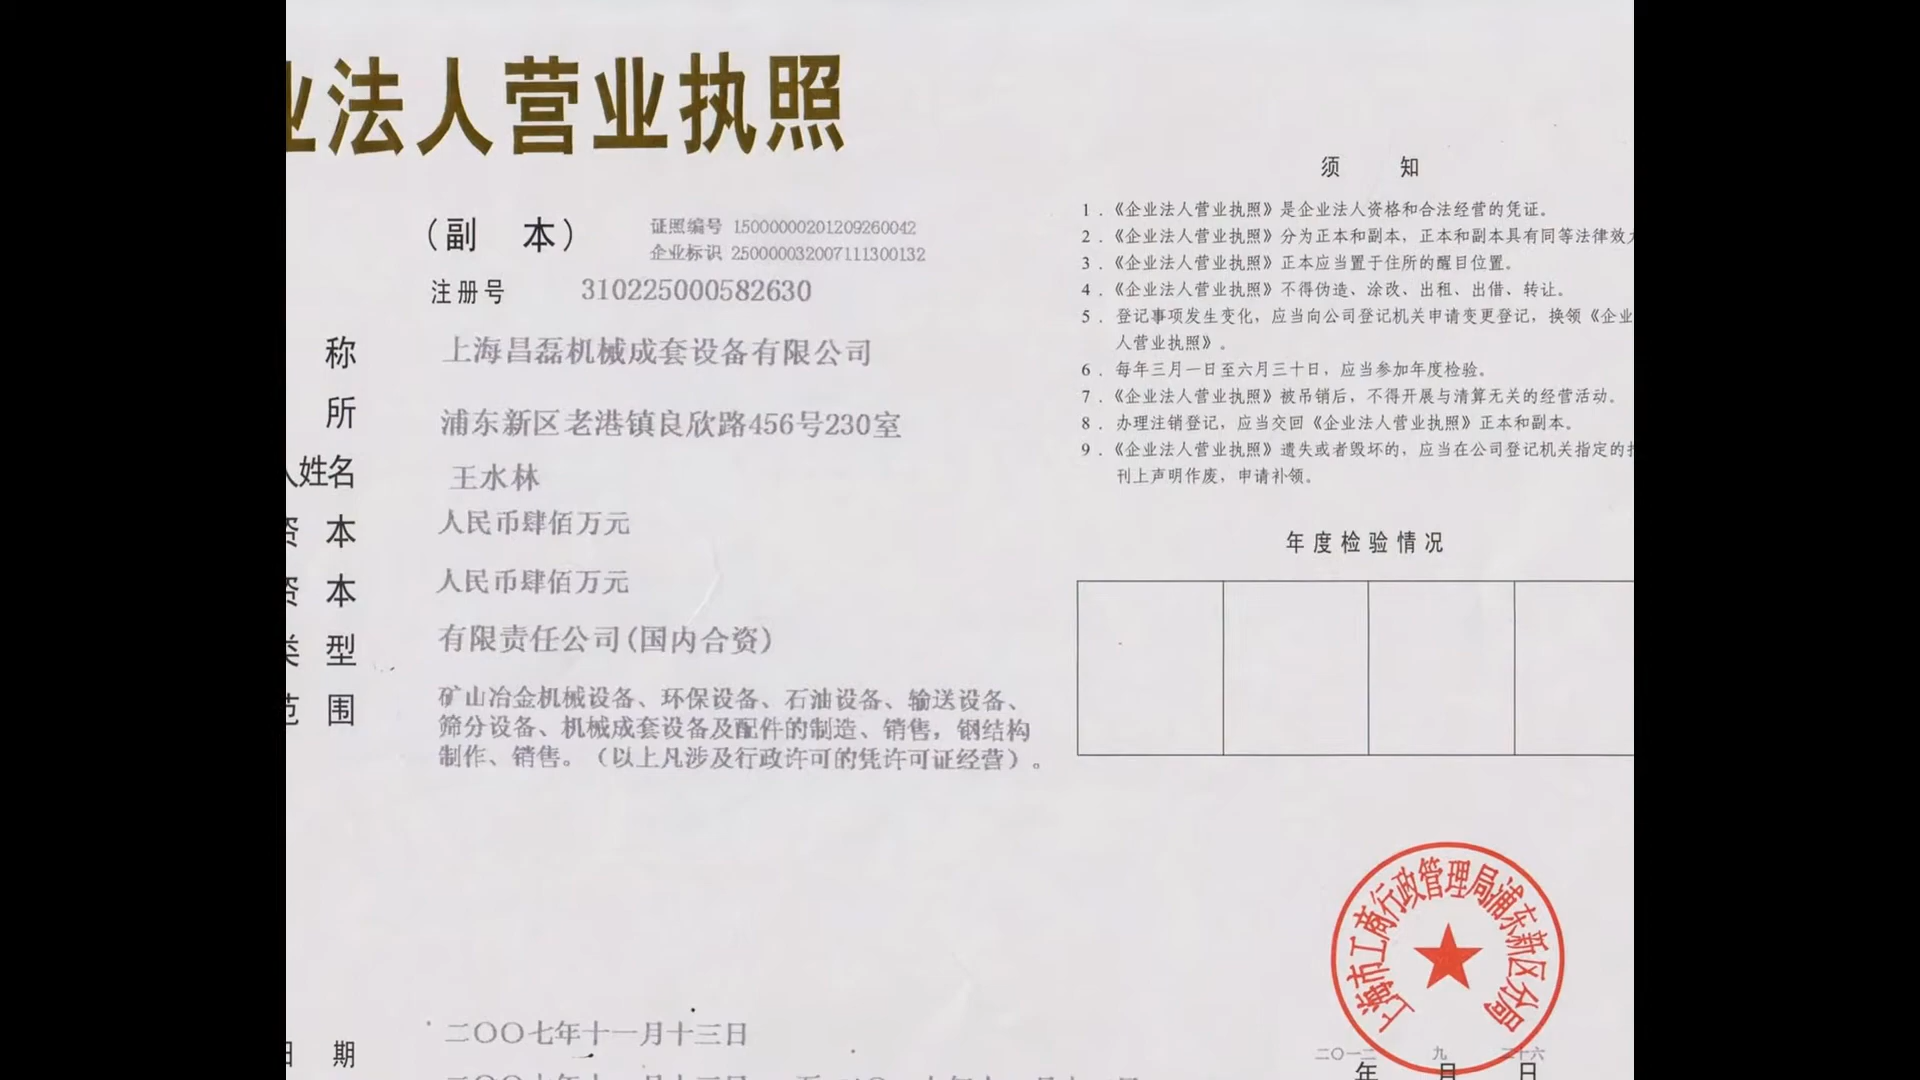 业法人营业执照
（副 本）
证照编号 15000000201209260042
企业标识 25000000320071113001​32
注册号 310225000582630
称 上海昌磊机械成套设备有限公司
所 浦东新区老港镇良欣路456号230室
人姓名 王水林
资 本 人民币肆佰万元
资 本 人民币肆佰万元
类 型 有限责任公司(国内合资)
范 围 矿山冶金机械设备、环保设备、石油设备、输送设备、
筛分设备、机械成套设备及配件的制造、销售，钢结构
制作、销售。（以上凡涉及行政许可的凭许可证经营）。
日 期 二〇〇七年十一月十三日
须 知
1．《企业法人营业执照》是企业法人资格和合法经营的凭证。
2．《企业法人营业执照》分为正本和副本，正本和副本具有同等法律效力
3．《企业法人营业执照》正本应当置于住所的醒目位置。
4．《企业法人营业执照》不得伪造、涂改、出租、出借、转让。
5．登记事项发生变化，应当向公司登记机关申请变更登记，换领《企业
人营业执照》。
6．每年三月一日至六月三十日，应当参加年度检验。
7．《企业法人营业执照》被吊销后，不得开展与清算无关的经营活动。
8．办理注销登记，应当交回《企业法人营业执照》正本和副本。
9．《企业法人营业执照》遗失或者毁坏的，应当在公司登记机关指定的报
刊上声明作废，申请补领。
年度检验情况
上海市工商行政管理局浦东新区分局
二〇一二 九 二十六
年 月 日